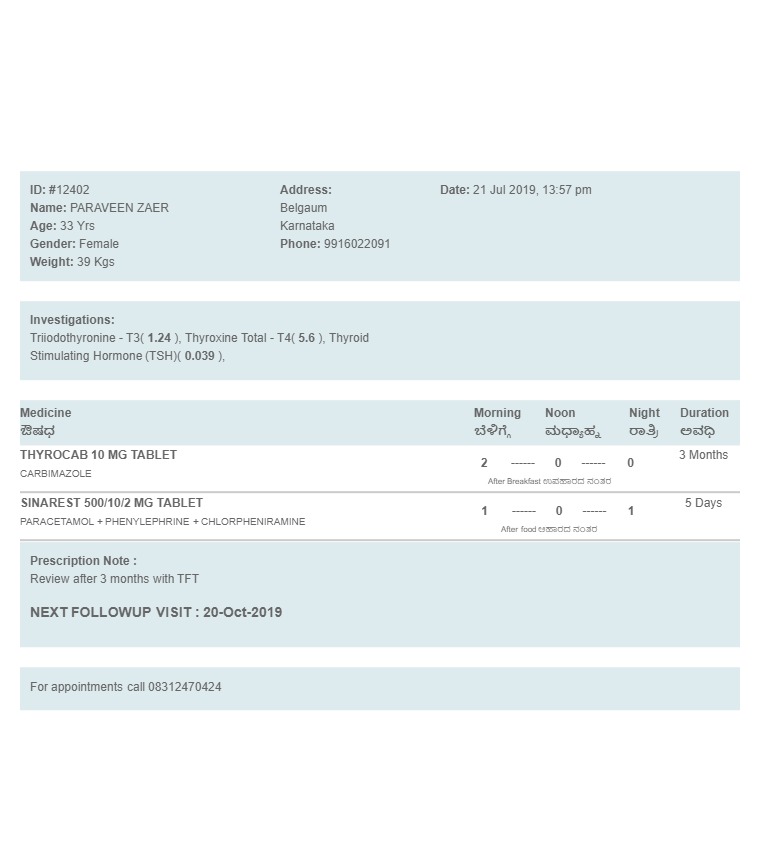 ID: #12402
Name: PARAVEEN ZAER
Age: 33 Yrs
Gender: Female
Weight: 39 Kgs
Address:
Belgaum
Karnataka
Phone: 9916022091
Date: 21 Jul 2019, 13:57 pm
Investigations:
Triiodothyronine - T3( 1.24 ), Thyroxine Total - T4( 5.6 ), Thyroid
Stimulating Hormone (TSH)( 0.039 ),
Medicine Morning Noon Night Duration
ಔಷಧ ಬೆಳಿಗ್ಗೆ ಮಧ್ಯಾಹ್ನ ರಾತ್ರಿ ಅವಧಿ
THYROCAB 10 MG TABLET 2 ------ 0 ------ 0 3 Months
CARBIMAZOLE After Breakfast ಉಪಹಾರದ ನಂತರ
SINAREST 500/10/2 MG TABLET 1 ------ 0 ------ 1 5 Days
PARACETAMOL + PHENYLEPHRINE + CHLORPHENIRAMINE After food ಆಹಾರದ ನಂತರ
Prescription Note :
Review after 3 months with TFT
NEXT FOLLOWUP VISIT : 20-Oct-2019
For appointments call 08312470424